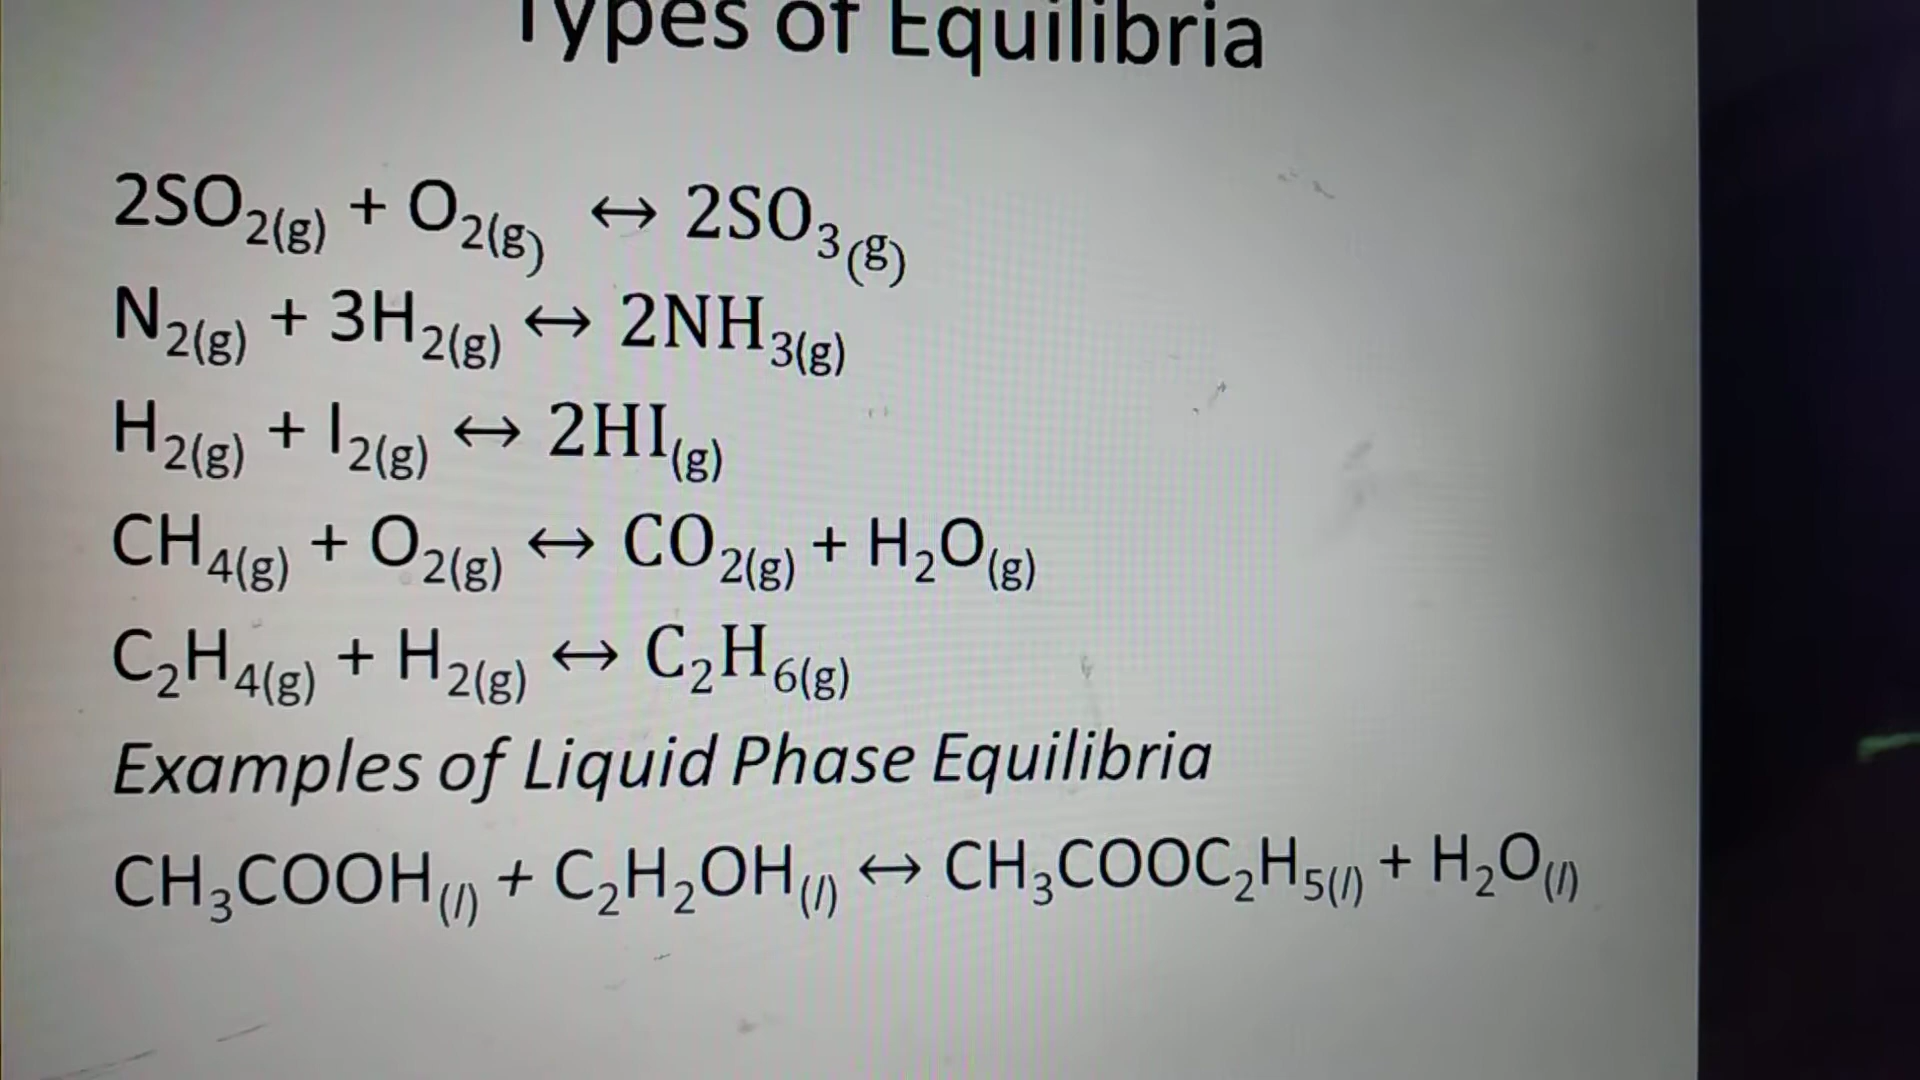 Types of Equilibria
2SO₂(g) + O₂(g) ↔ 2SO₃(g)
N₂(g) + 3H₂(g) ↔ 2NH₃(g)
H₂(g) + I₂(g) ↔ 2HI(g)
CH₄(g) + O₂(g) ↔ CO₂(g) + H₂O(g)
C₂H₄(g) + H₂(g) ↔ C₂H₆(g)
Examples of Liquid Phase Equilibria
CH₃COOH(l) + C₂H₂OH(l) ↔ CH₃COOC₂H₅(l) + H₂O(l)